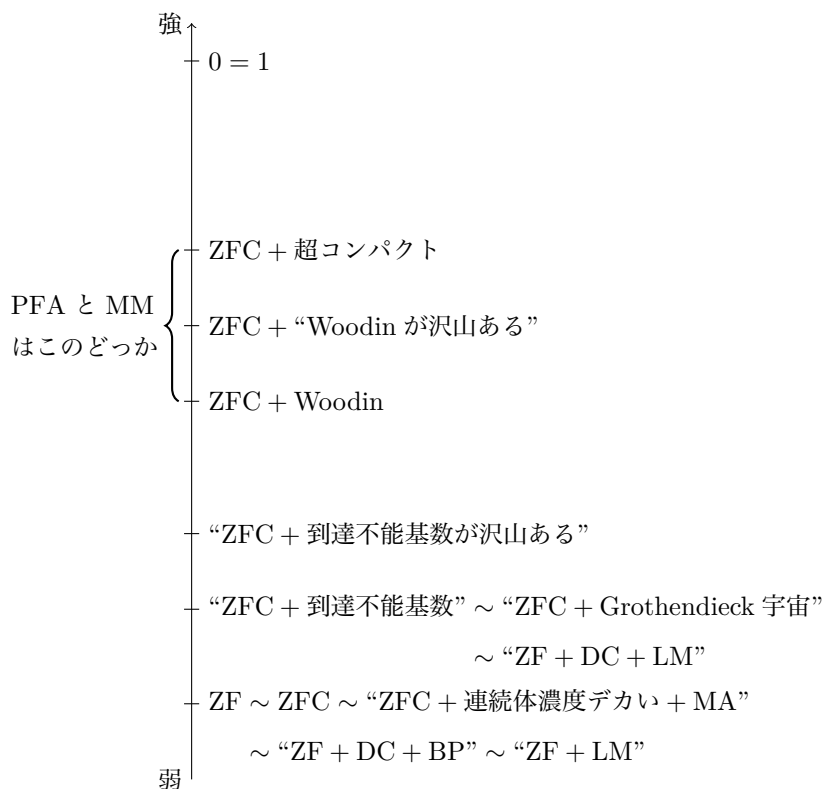 強
0 = 1
ZFC + 超コンパクト
PFA と MM
はこのどっか
ZFC + “Woodin が沢山ある”
ZFC + Woodin
“ZFC + 到達不能基数が沢山ある”
“ZFC + 到達不能基数” ∼ “ZFC + Grothendieck 宇宙”
∼ “ZF + DC + LM”
ZF ∼ ZFC ∼ “ZFC + 連続体濃度デカい + MA”
∼ “ZF + DC + BP” ∼ “ZF + LM”
弱